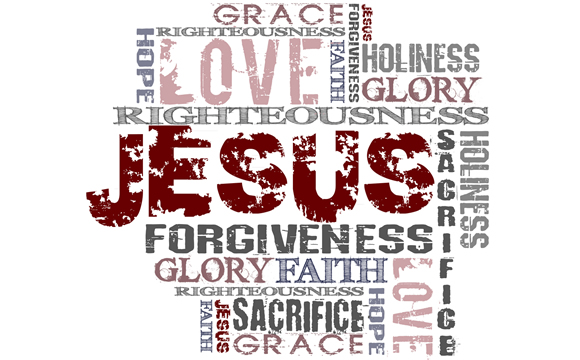 GRACE
JESUS
FORGIVENESS
RIGHTEOUSNESS
HOPE
LOVE
FAITH
HOLINESS
GLORY
RIGHTEOUSNESS
JESUS
SACRIFICE
HOLINESS
FORGIVENESS
GLORY
FAITH
LOVE
RIGHTEOUSNESS
FAITH
JESUS
SACRIFICE
HOPE
GRACE